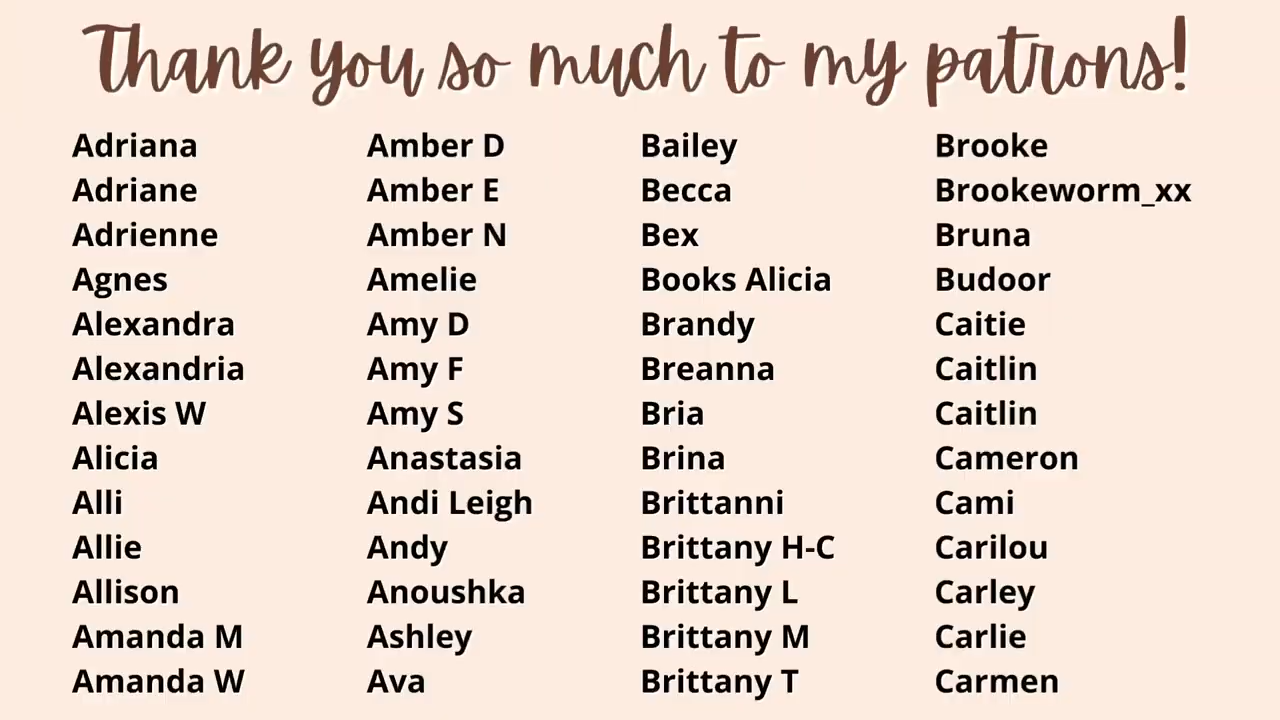 Thank you so much to my patrons!
Adriana
Adriane
Adrienne
Agnes
Alexandra
Alexandria
Alexis W
Alicia
Alli
Allie
Allison
Amanda M
Amanda W
Amber D
Amber E
Amber N
Amelie
Amy D
Amy F
Amy S
Anastasia
Andi Leigh
Andy
Anoushka
Ashley
Ava
Bailey
Becca
Bex
Books Alicia
Brandy
Breanna
Bria
Brina
Brittanni
Brittany H-C
Brittany L
Brittany M
Brittany T
Brooke
Brookeworm_xx
Bruna
Budoor
Caitie
Caitlin
Caitlin
Cameron
Cami
Carilou
Carley
Carlie
Carmen